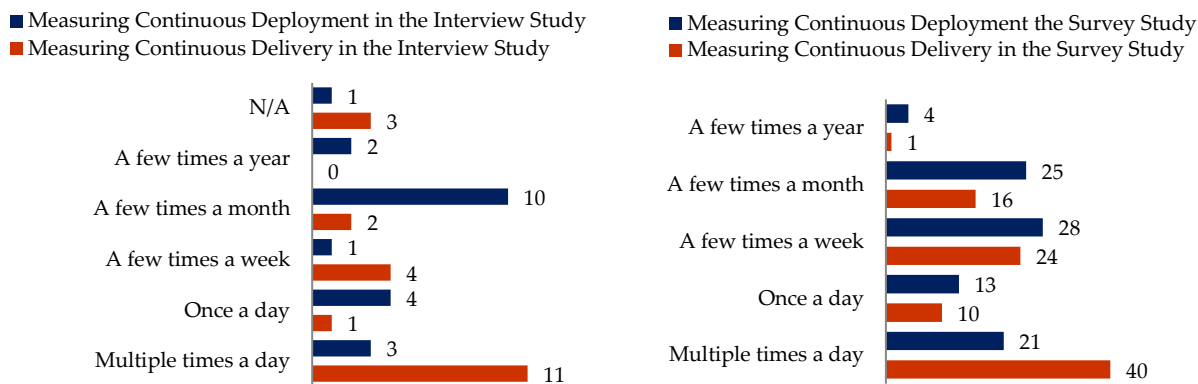 Measuring Continuous Deployment in the Interview Study
Measuring Continuous Delivery in the Interview Study
N/A
1
3
A few times a year
2
0
A few times a month
10
2
A few times a week
1
4
Once a day
4
1
Multiple times a day
3
11
Measuring Continuous Deployment the Survey Study
Measuring Continuous Delivery in the Survey Study
A few times a year
4
1
A few times a month
25
16
A few times a week
28
24
Once a day
13
10
Multiple times a day
21
40